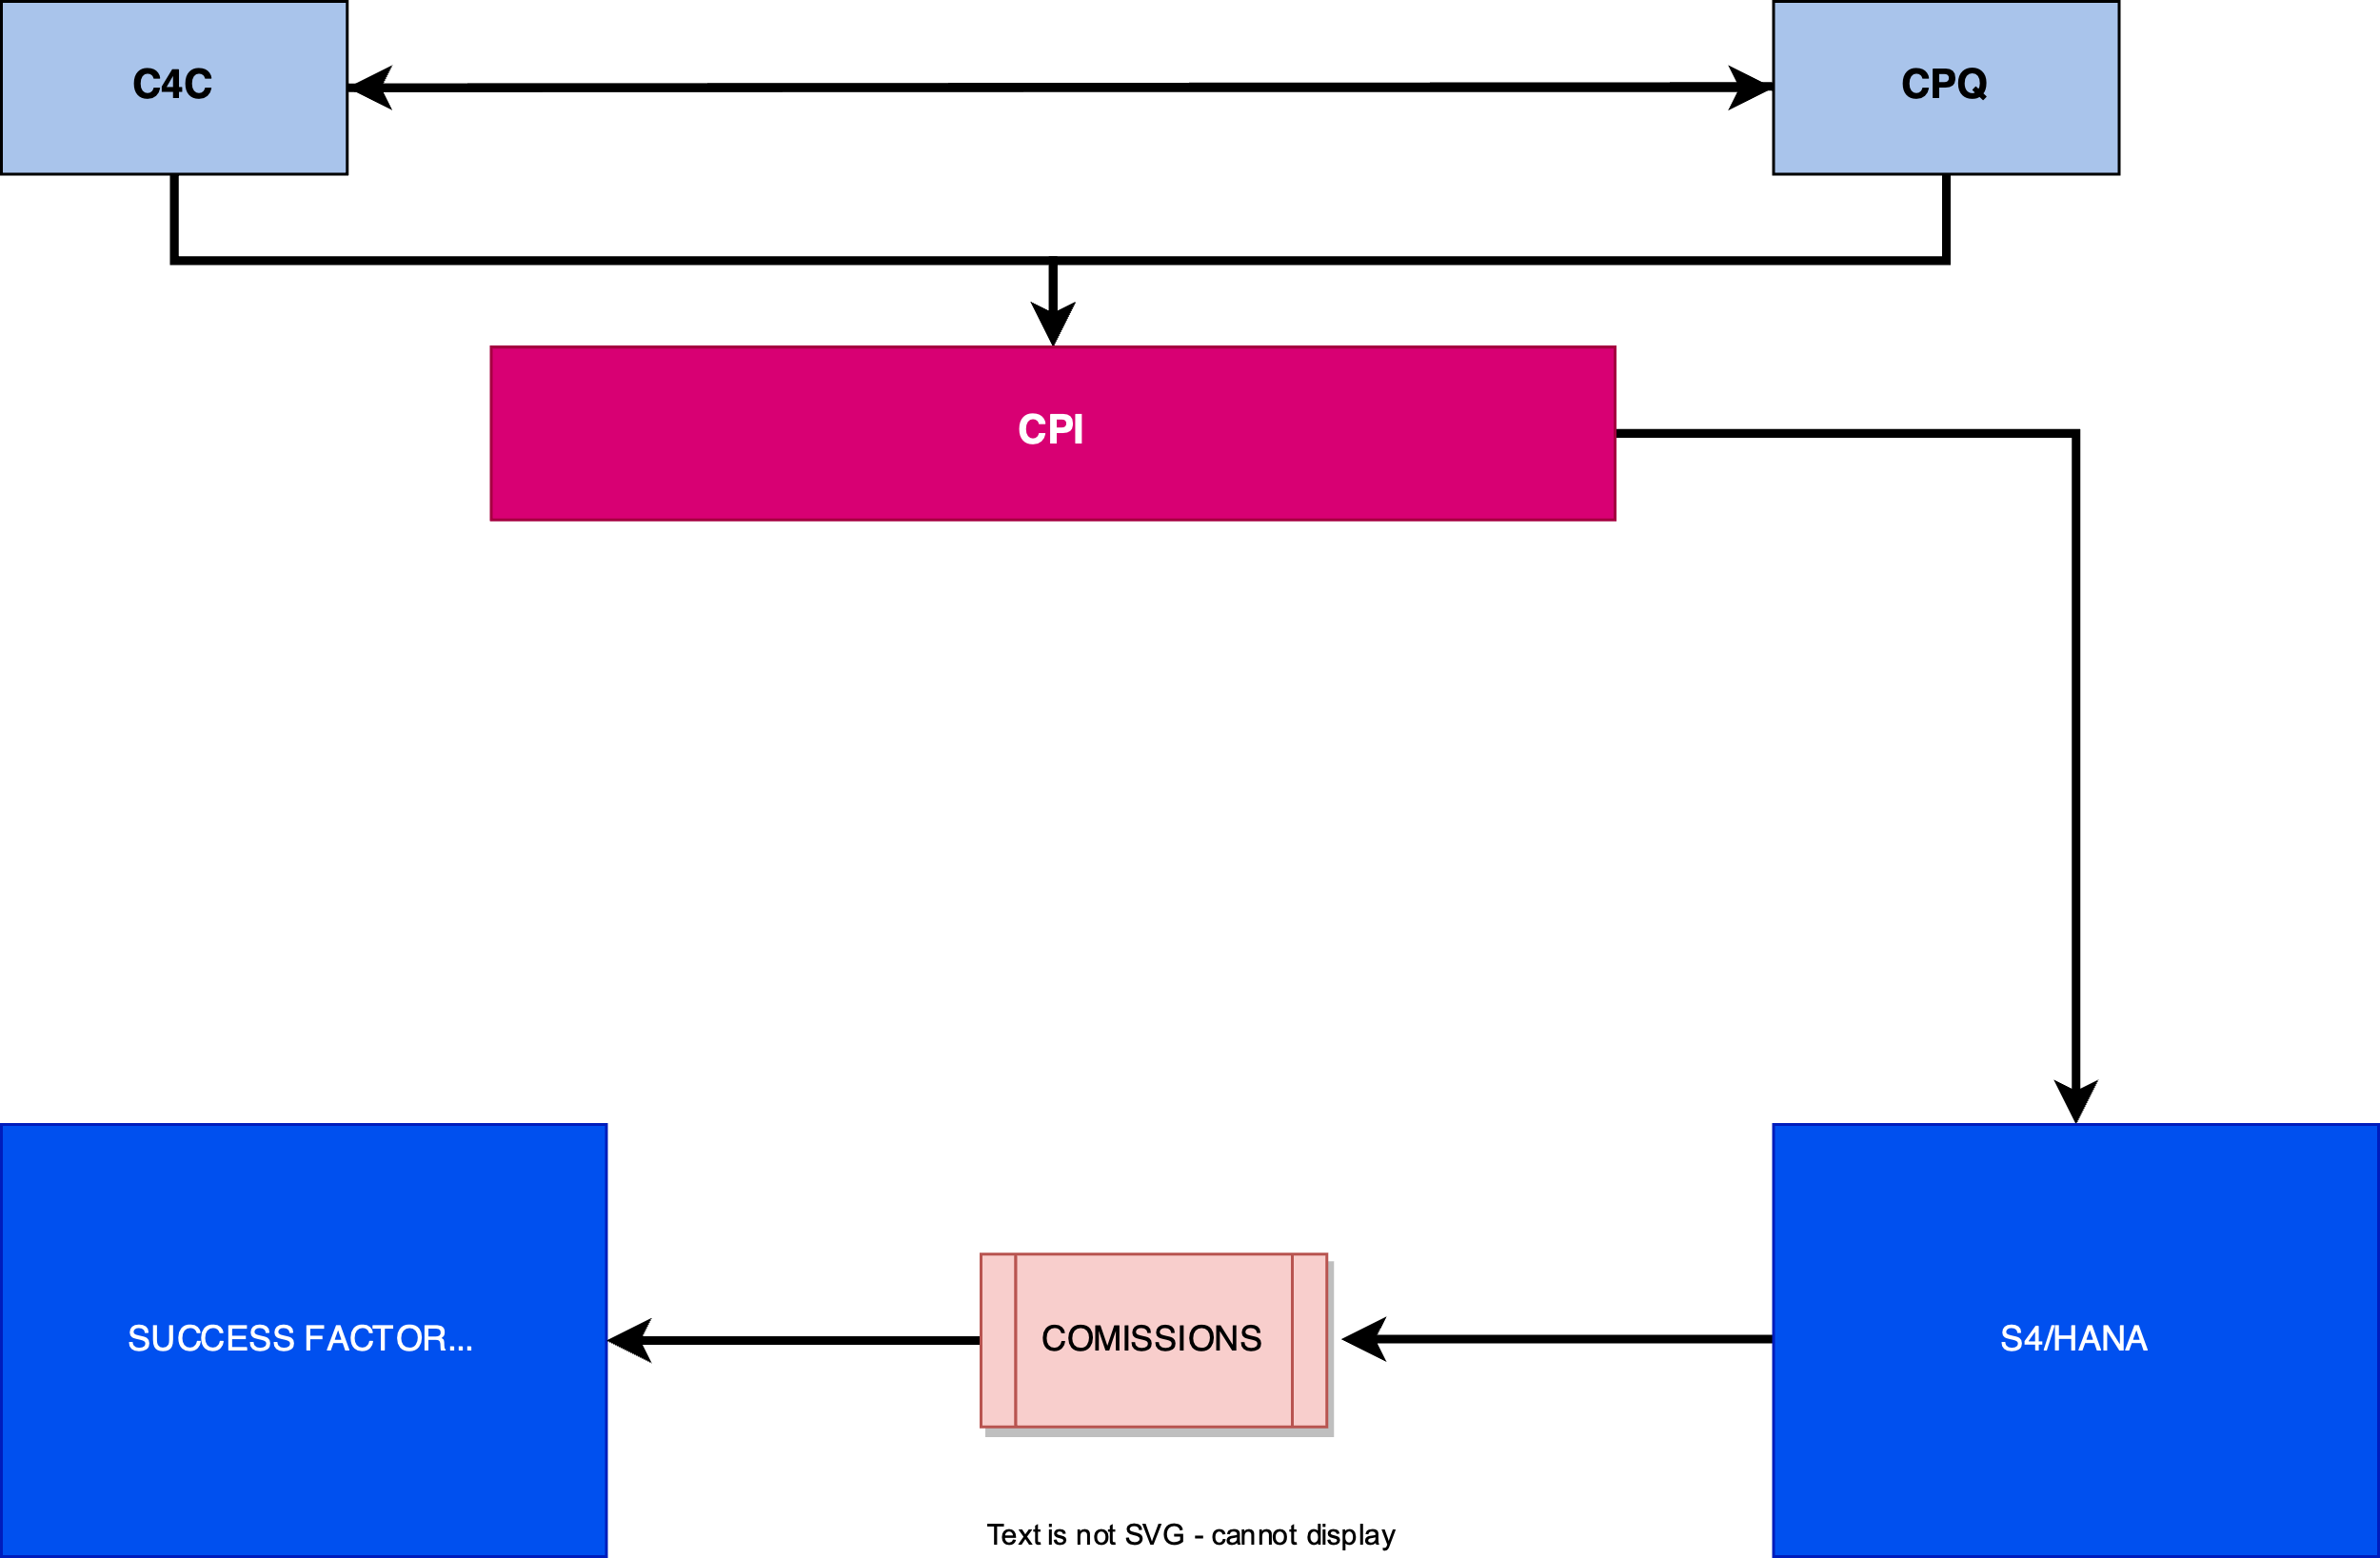 C4C
CPQ
CPI
SUCCESS FACTOR...
COMISSIONS
S4/HANA
Text is not SVG - cannot display